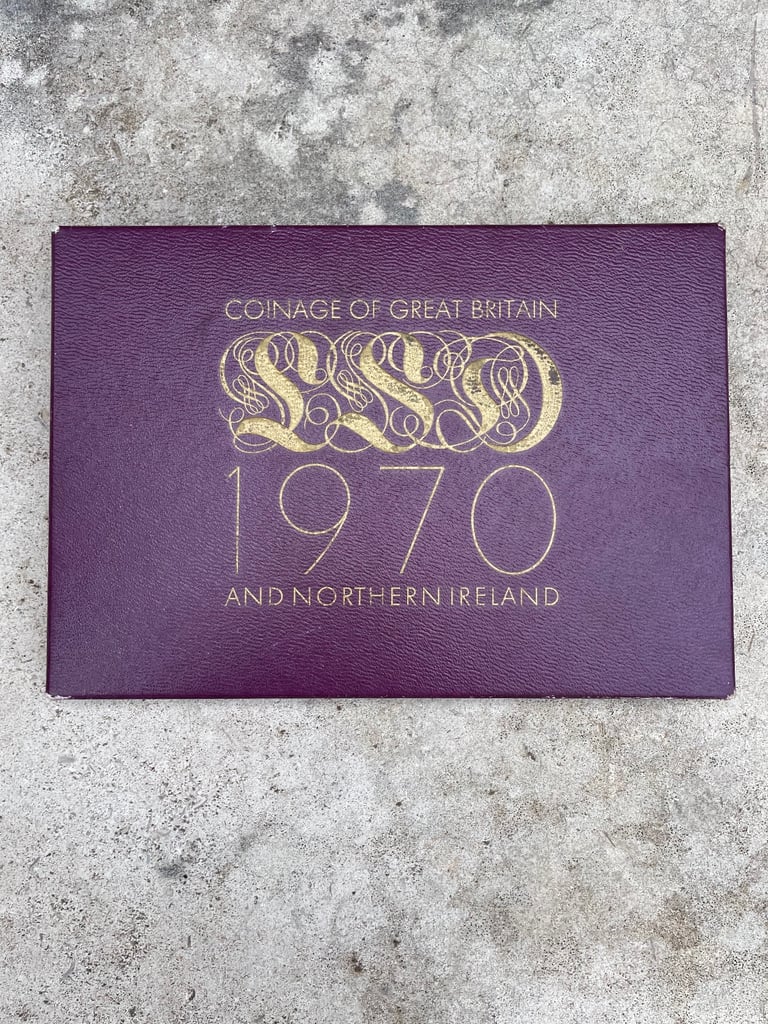 COINAGE OF GREAT BRITAIN
LSD
1970
AND NORTHERN IRELAND